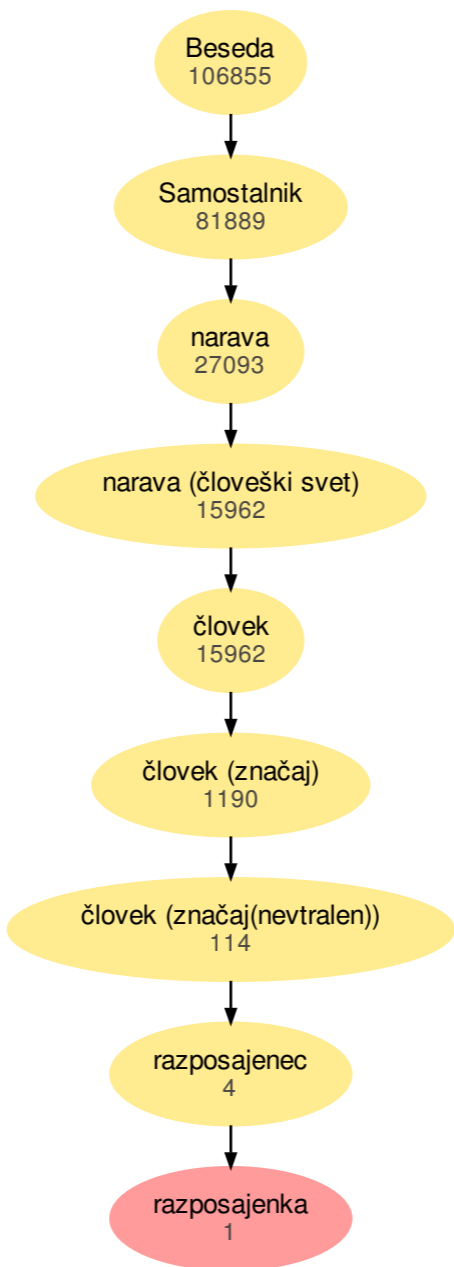 Beseda
106855
Samostalnik
81889
narava
27093
narava (človeški svet)
15962
človek
15962
človek (značaj)
1190
človek (značaj(nevtralen))
114
razposajenec
4
razposajenka
1